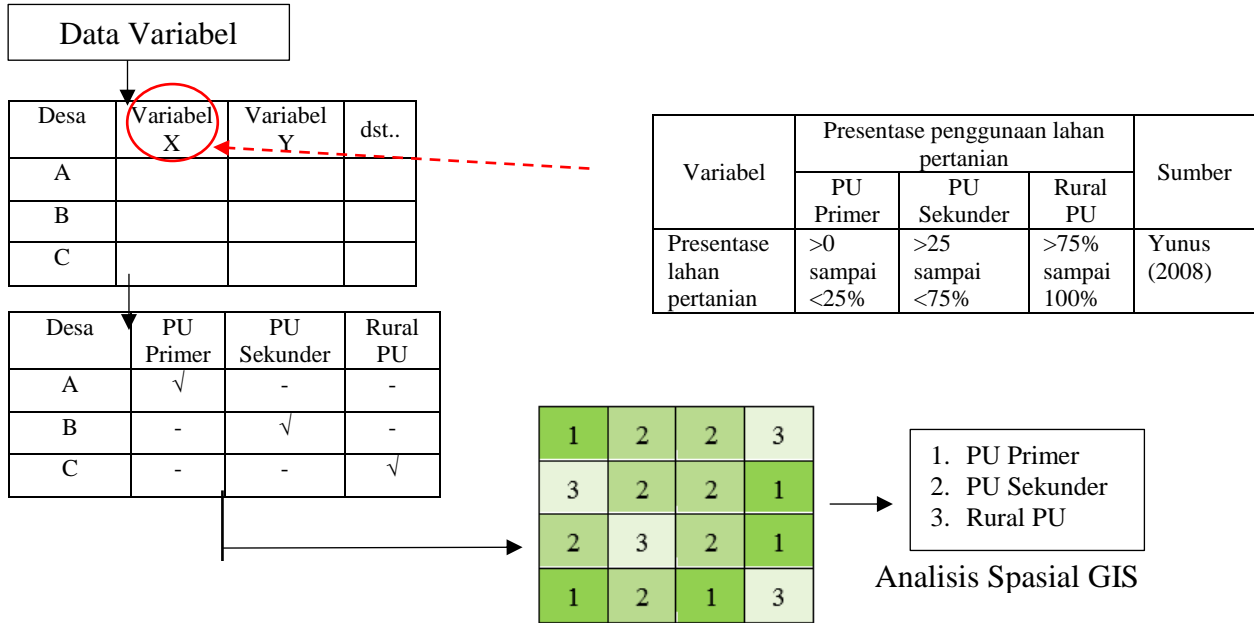 Data Variabel
Desa Variabel X Variabel Y dst..
A
B
C
Variabel Presentase penggunaan lahan pertanian Sumber
PU Primer PU Sekunder Rural PU
Presentase lahan pertanian >0 sampai <25% >25 sampai <75% >75% sampai 100% Yunus (2008)
Desa PU Primer PU Sekunder Rural PU
A √ - -
B - √ -
C - - √
1 2 2 3
3 2 2 1
2 3 2 1
1 2 1 3
1. PU Primer
2. PU Sekunder
3. Rural PU
Analisis Spasial GIS